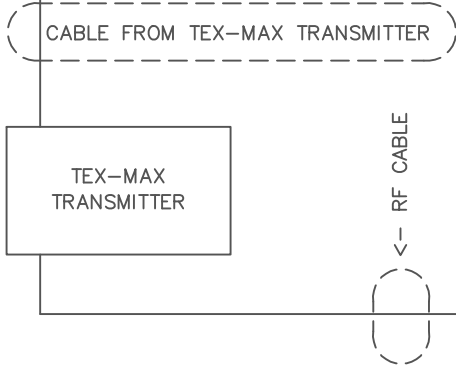 CABLE FROM TEX-MAX TRANSMITTER
TEX-MAX
TRANSMITTER
<- RF CABLE